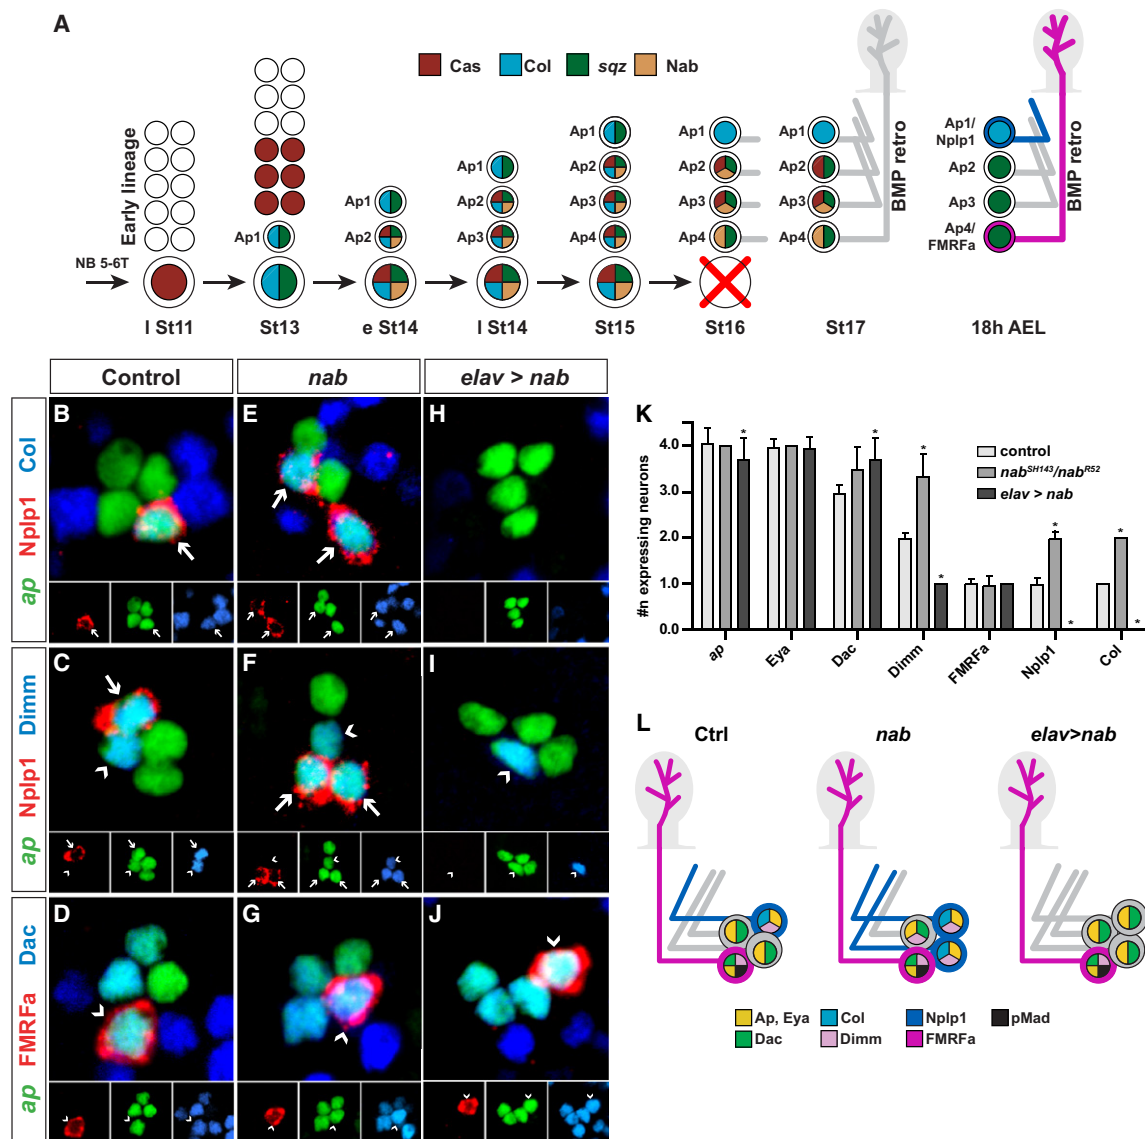 A
Cas
Col
sqz
Nab
Early lineage
NB 5-6T
Ap1
Ap1
Ap2
Ap1
Ap2
Ap3
Ap1
Ap2
Ap3
Ap4
Ap1
Ap2
Ap3
Ap4
Ap1
Ap2
Ap3
Ap4
BMP retro
Ap1/
Nplp1
Ap2
Ap3
Ap4/
FMRFa
BMP retro
l St11
St13
e St14
l St14
St15
St16
St17
18h AEL
Control
nab
elav > nab
ap Nplp1 Col
B
E
H
ap Nplp1 Dimm
C
F
I
ap FMRFa Dac
D
G
J
K
#n expressing neurons
4.0
3.0
2.0
1.0
0.0
* * * * * * * *
control
nabSH143/nabR52
elav > nab
ap
Eya
Dac
Dimm
FMRFa
Nplp1
Col
L
Ctrl
nab
elav>nab
Ap, Eya
Col
Nplp1
pMad
Dac
Dimm
FMRFa